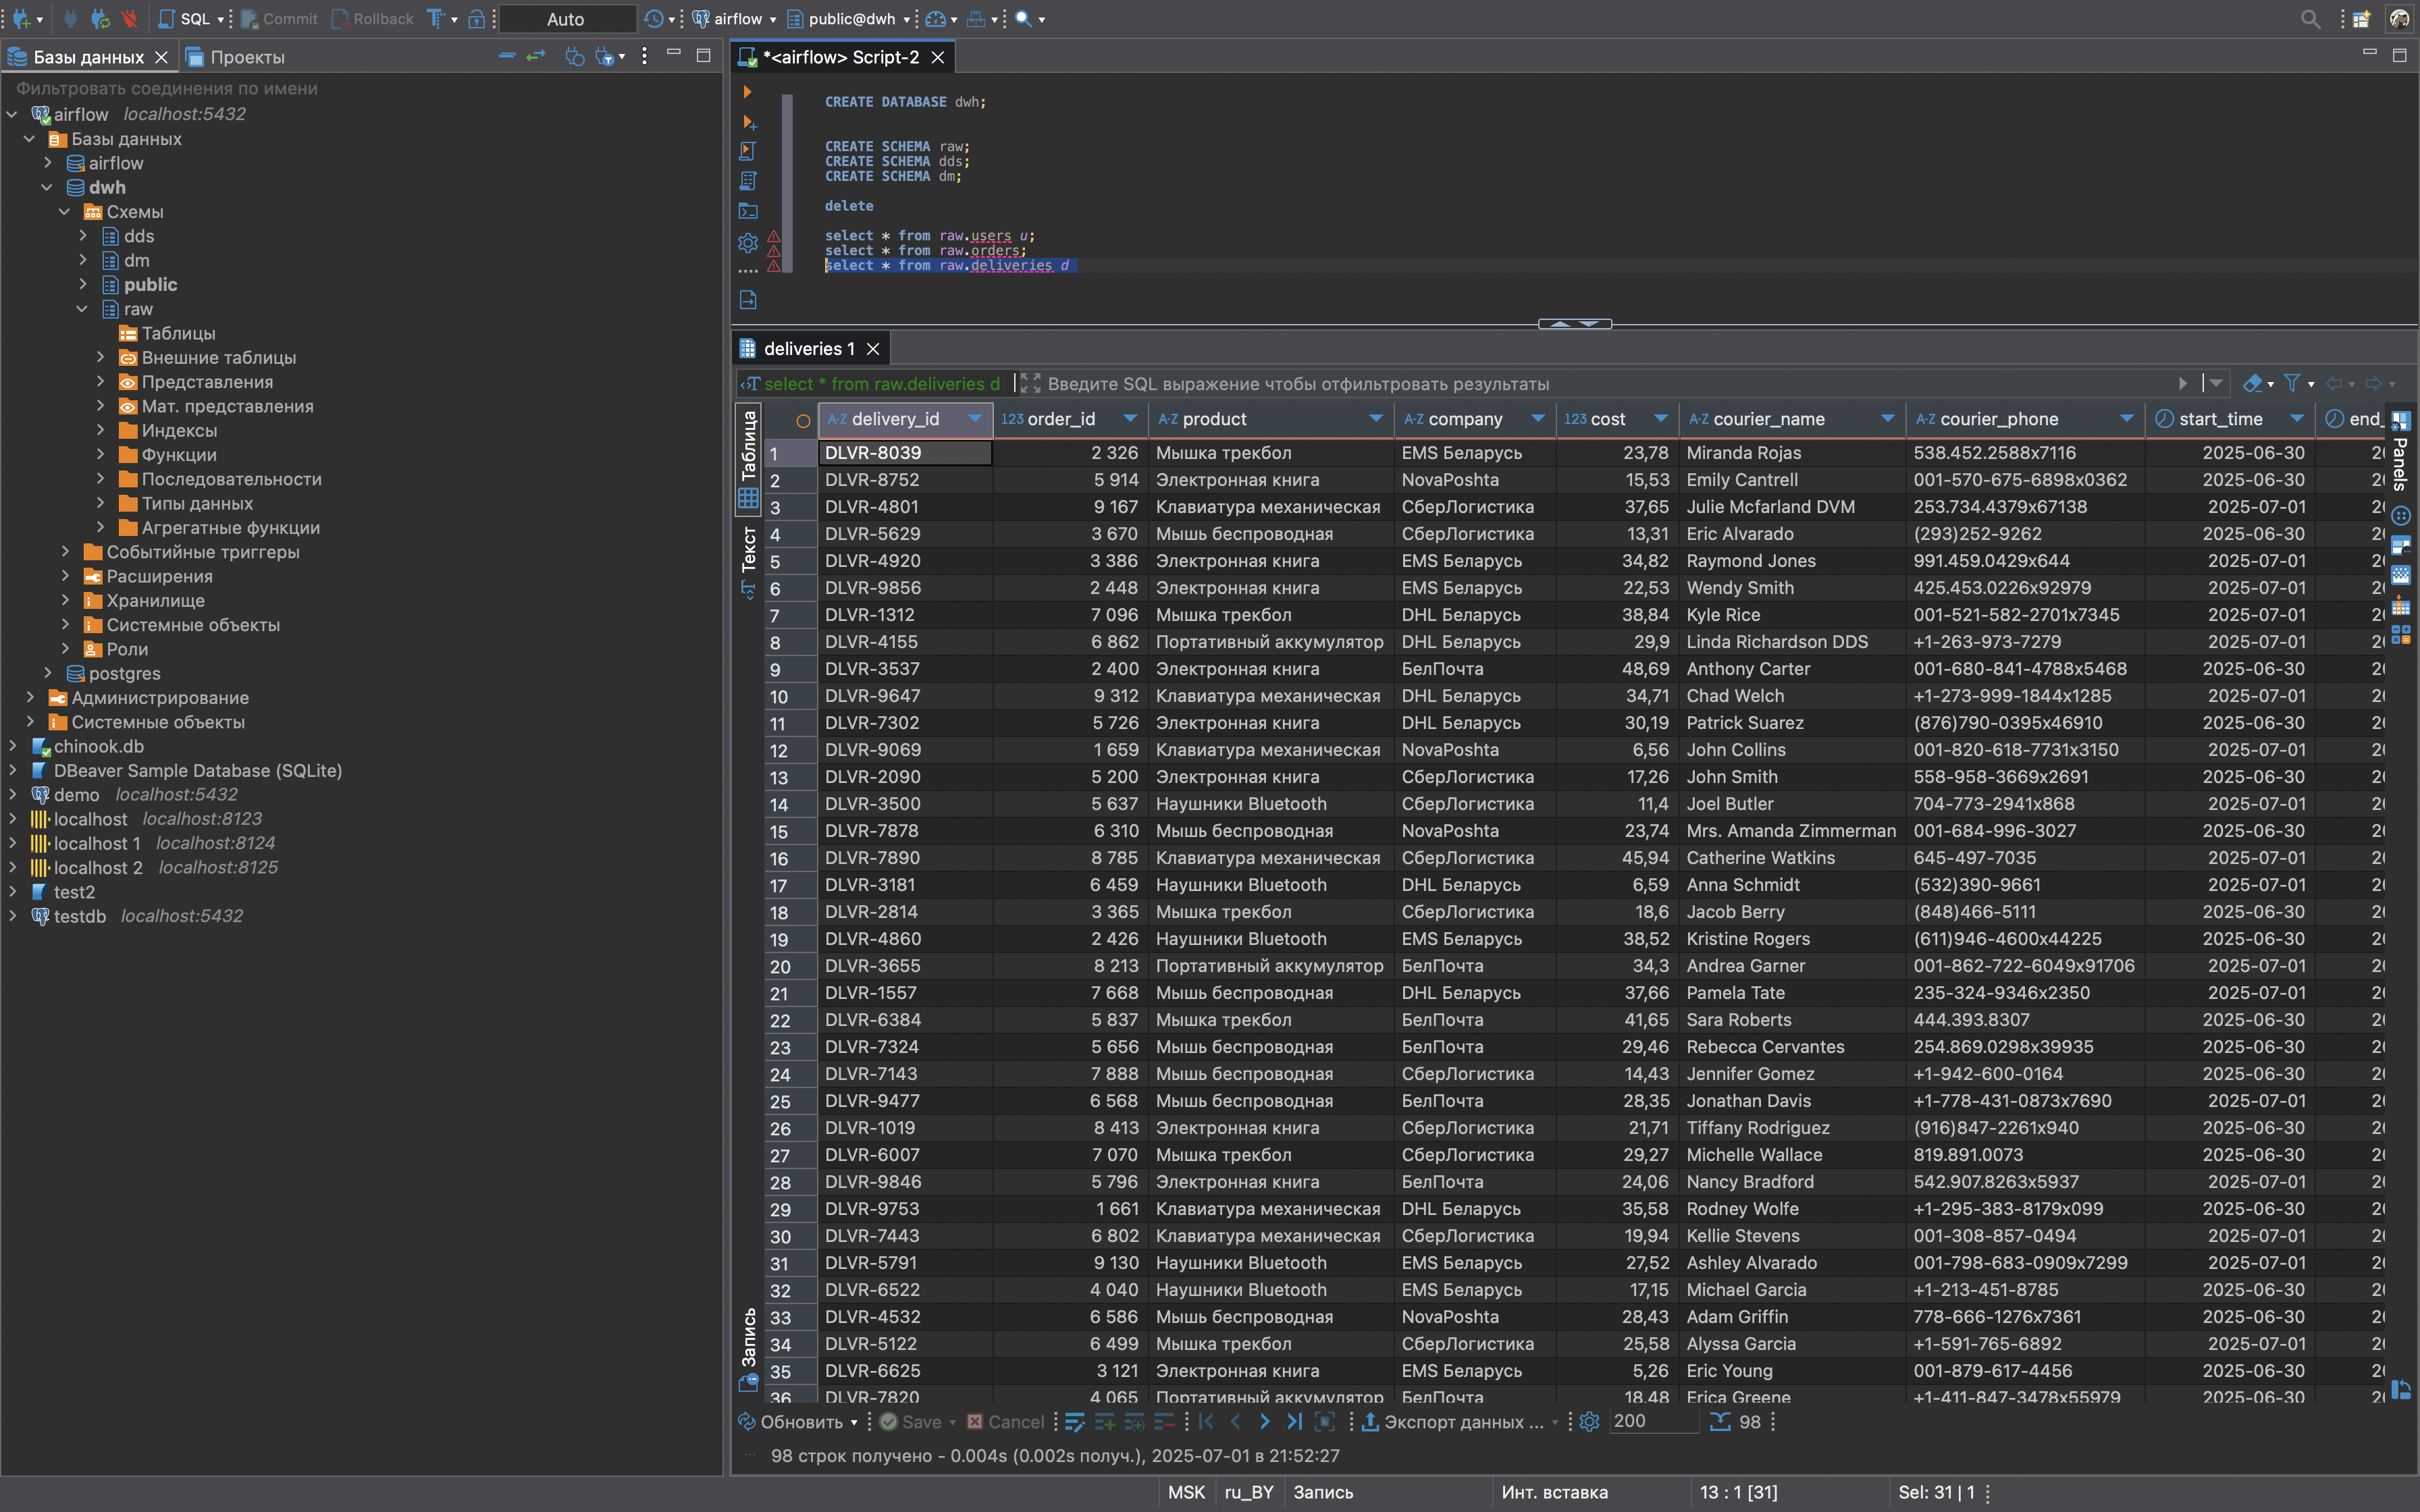 SQL Commit Rollback Auto airflow public@dwh
Базы данных Проекты
Фильтровать соединения по имени
airflow localhost:5432
Базы данных
airflow
dwh
Схемы
dds
dm
public
raw
Таблицы
Внешние таблицы
Представления
Мат. представления
Индексы
Функции
Последовательности
Типы данных
Агрегатные функции
Событийные триггеры
Расширения
Хранилище
Системные объекты
Роли
postgres
Администрирование
Системные объекты
chinook.db
DBeaver Sample Database (SQLite)
demo localhost:5432
localhost localhost:8123
localhost 1 localhost:8124
localhost 2 localhost:8125
test2
testdb localhost:5432
*<airflow> Script-2
CREATE DATABASE dwh;
CREATE SCHEMA raw;
CREATE SCHEMA dds;
CREATE SCHEMA dm;
delete
select * from raw.users u;
select * from raw.orders;
select * from raw.deliveries d
deliveries 1
select * from raw.deliveries d Введите SQL выражение чтобы отфильтровать результаты
Таблица
Текст
Запись
Panels
A-Z delivery_id 123 order_id A-Z product A-Z company 123 cost A-Z courier_name A-Z courier_phone start_time end_
1 DLVR-8039 2 326 Мышка трекбол EMS Беларусь 23,78 Miranda Rojas 538.452.2588x7116 2025-06-30 20
2 DLVR-8752 5 914 Электронная книга NovaPoshta 15,53 Emily Cantrell 001-570-675-6898x0362 2025-06-30 20
3 DLVR-4801 9 167 Клавиатура механическая СберЛогистика 37,65 Julie Mcfarland DVM 253.734.4379x67138 2025-07-01 20
4 DLVR-5629 3 670 Мышь беспроводная СберЛогистика 13,31 Eric Alvarado (293)252-9262 2025-06-30 20
5 DLVR-4920 3 386 Электронная книга EMS Беларусь 34,82 Raymond Jones 991.459.0429x644 2025-06-30 20
6 DLVR-9856 2 448 Электронная книга EMS Беларусь 22,53 Wendy Smith 425.453.0226x92979 2025-06-30 20
7 DLVR-1312 7 096 Мышка трекбол DHL Беларусь 38,84 Kyle Rice 001-521-582-2701x7345 2025-07-01 20
8 DLVR-4155 6 862 Портативный аккумулятор DHL Беларусь 29,9 Linda Richardson DDS +1-263-973-7279 2025-07-01 20
9 DLVR-3537 2 400 Электронная книга БелПочта 48,69 Anthony Carter 001-680-841-4788x5468 2025-06-30 20
10 DLVR-9647 9 312 Клавиатура механическая DHL Беларусь 34,71 Chad Welch +1-273-999-1844x1285 2025-07-01 20
11 DLVR-7302 5 726 Электронная книга DHL Беларусь 30,19 Patrick Suarez (876)790-0395x46910 2025-06-30 20
12 DLVR-9069 1 659 Клавиатура механическая NovaPoshta 6,56 John Collins 001-820-618-7731x3150 2025-07-01 20
13 DLVR-2090 5 200 Электронная книга СберЛогистика 17,26 John Smith 558-958-3669x2691 2025-06-30 20
14 DLVR-3500 5 637 Наушники Bluetooth СберЛогистика 11,4 Joel Butler 704-773-2941x868 2025-07-01 20
15 DLVR-7878 6 310 Мышь беспроводная NovaPoshta 23,74 Mrs. Amanda Zimmerman 001-684-996-3027 2025-06-30 20
16 DLVR-7890 8 785 Клавиатура механическая СберЛогистика 45,94 Catherine Watkins 645-497-7035 2025-07-01 20
17 DLVR-3181 6 459 Наушники Bluetooth DHL Беларусь 6,59 Anna Schmidt (532)390-9661 2025-07-01 20
18 DLVR-2814 3 365 Мышка трекбол СберЛогистика 18,6 Jacob Berry (848)466-5111 2025-06-30 20
19 DLVR-4860 2 426 Наушники Bluetooth EMS Беларусь 38,52 Kristine Rogers (611)946-4600x44225 2025-06-30 20
20 DLVR-3655 8 213 Портативный аккумулятор БелПочта 34,3 Andrea Garner 001-862-722-6049x91706 2025-07-01 20
21 DLVR-1557 7 668 Мышь беспроводная DHL Беларусь 37,66 Pamela Tate 235-324-9346x2350 2025-07-01 20
22 DLVR-6384 5 837 Мышка трекбол БелПочта 41,65 Sara Roberts 444.393.8307 2025-06-30 20
23 DLVR-7324 5 656 Мышь беспроводная БелПочта 29,46 Rebecca Cervantes 254.869.0298x39935 2025-06-30 20
24 DLVR-7143 7 888 Мышь беспроводная СберЛогистика 14,43 Jennifer Gomez +1-942-600-0164 2025-07-01 20
25 DLVR-9477 6 568 Мышь беспроводная БелПочта 28,35 Jonathan Davis +1-778-431-0873x7690 2025-07-01 20
26 DLVR-1019 8 413 Электронная книга СберЛогистика 21,71 Tiffany Rodriguez (916)847-2261x940 2025-06-30 20
27 DLVR-6007 7 070 Мышка трекбол СберЛогистика 29,27 Michelle Wallace 819.891.0073 2025-07-01 20
28 DLVR-9846 5 796 Электронная книга БелПочта 24,06 Nancy Bradford 542.907.8263x5937 2025-06-30 20
29 DLVR-9753 1 661 Клавиатура механическая DHL Беларусь 35,58 Rodney Wolfe +1-295-383-8179x099 2025-07-01 20
30 DLVR-7443 6 802 Клавиатура механическая СберЛогистика 19,94 Kellie Stevens 001-308-857-0494 2025-07-01 20
31 DLVR-5791 9 130 Наушники Bluetooth EMS Беларусь 27,52 Ashley Alvarado 001-798-683-0909x7299 2025-06-30 20
32 DLVR-6522 4 040 Наушники Bluetooth EMS Беларусь 17,15 Michael Garcia +1-213-451-8785 2025-06-30 20
33 DLVR-4532 6 586 Мышь беспроводная NovaPoshta 28,43 Adam Griffin 778-666-1276x7361 2025-06-30 20
34 DLVR-5122 6 499 Мышка трекбол СберЛогистика 25,58 Alyssa Garcia +1-591-765-6892 2025-07-01 20
35 DLVR-6625 3 121 Электронная книга EMS Беларусь 5,26 Eric Young 001-879-617-4456 2025-06-30 20
36 DLVR-7820 4 065 Портативный аккумулятор БелПочта 18,48 Erica Greene +1-411-847-3478x55979 2025-06-30 20
Обновить Save Cancel Экспорт данных ... 200 98
98 строк получено - 0.004s (0.002s получ.), 2025-07-01 в 21:52:27
MSK ru_BY Запись Инт. вставка 13 : 1 [31] Sel: 31 | 1